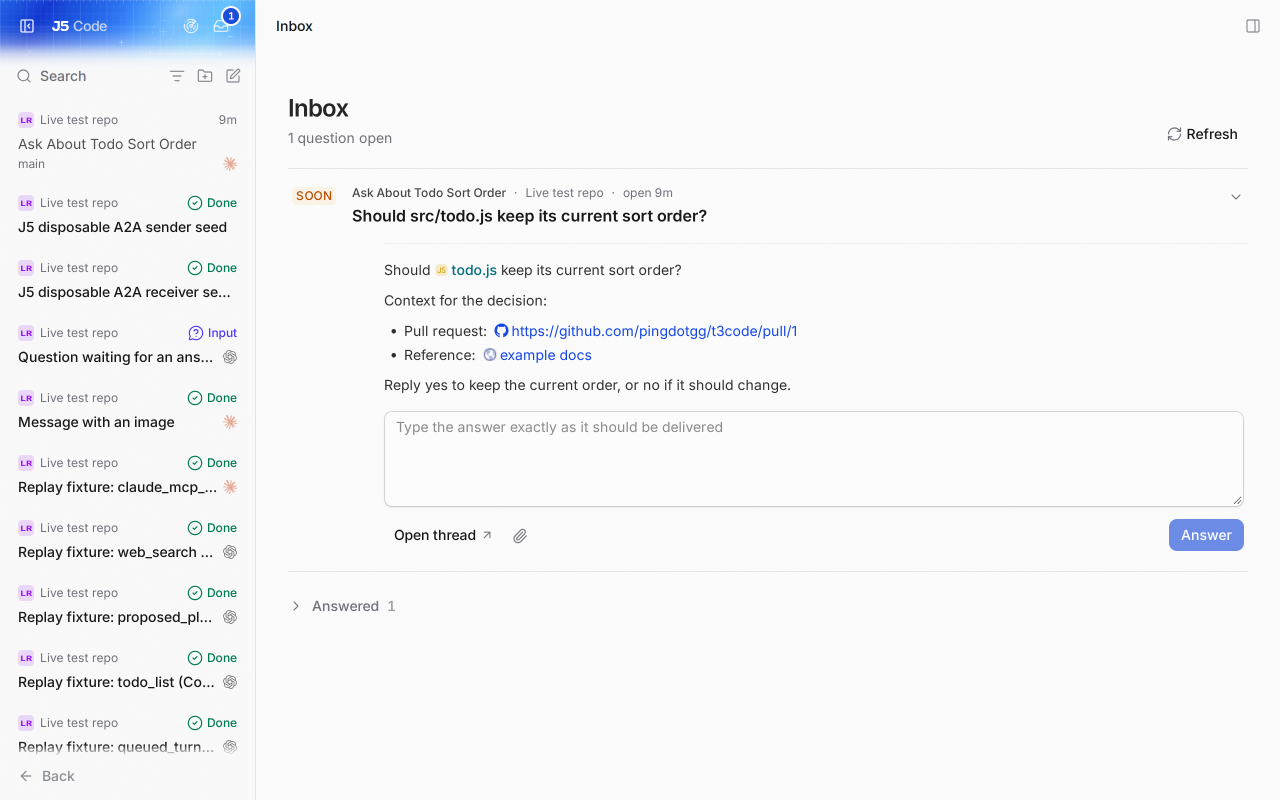 J5 Code
1
Search
LR Live test repo 9m
Ask About Todo Sort Order
main
LR Live test repo Done
J5 disposable A2A sender seed
LR Live test repo Done
J5 disposable A2A receiver se...
LR Live test repo Input
Question waiting for an ans...
LR Live test repo Done
Message with an image
LR Live test repo Done
Replay fixture: claude_mcp_...
LR Live test repo Done
Replay fixture: web_search ...
LR Live test repo Done
Replay fixture: proposed_pl...
LR Live test repo Done
Replay fixture: todo_list (Co...
LR Live test repo Done
Replay fixture: queued_turn...
Back
Inbox
Inbox
1 question open
Refresh
SOON
Ask About Todo Sort Order · Live test repo · open 9m
Should src/todo.js keep its current sort order?
Should JS todo.js keep its current sort order?
Context for the decision:
• Pull request: https://github.com/pingdotgg/t3code/pull/1
• Reference: example docs
Reply yes to keep the current order, or no if it should change.
Type the answer exactly as it should be delivered
Open thread
Answer
Answered 1